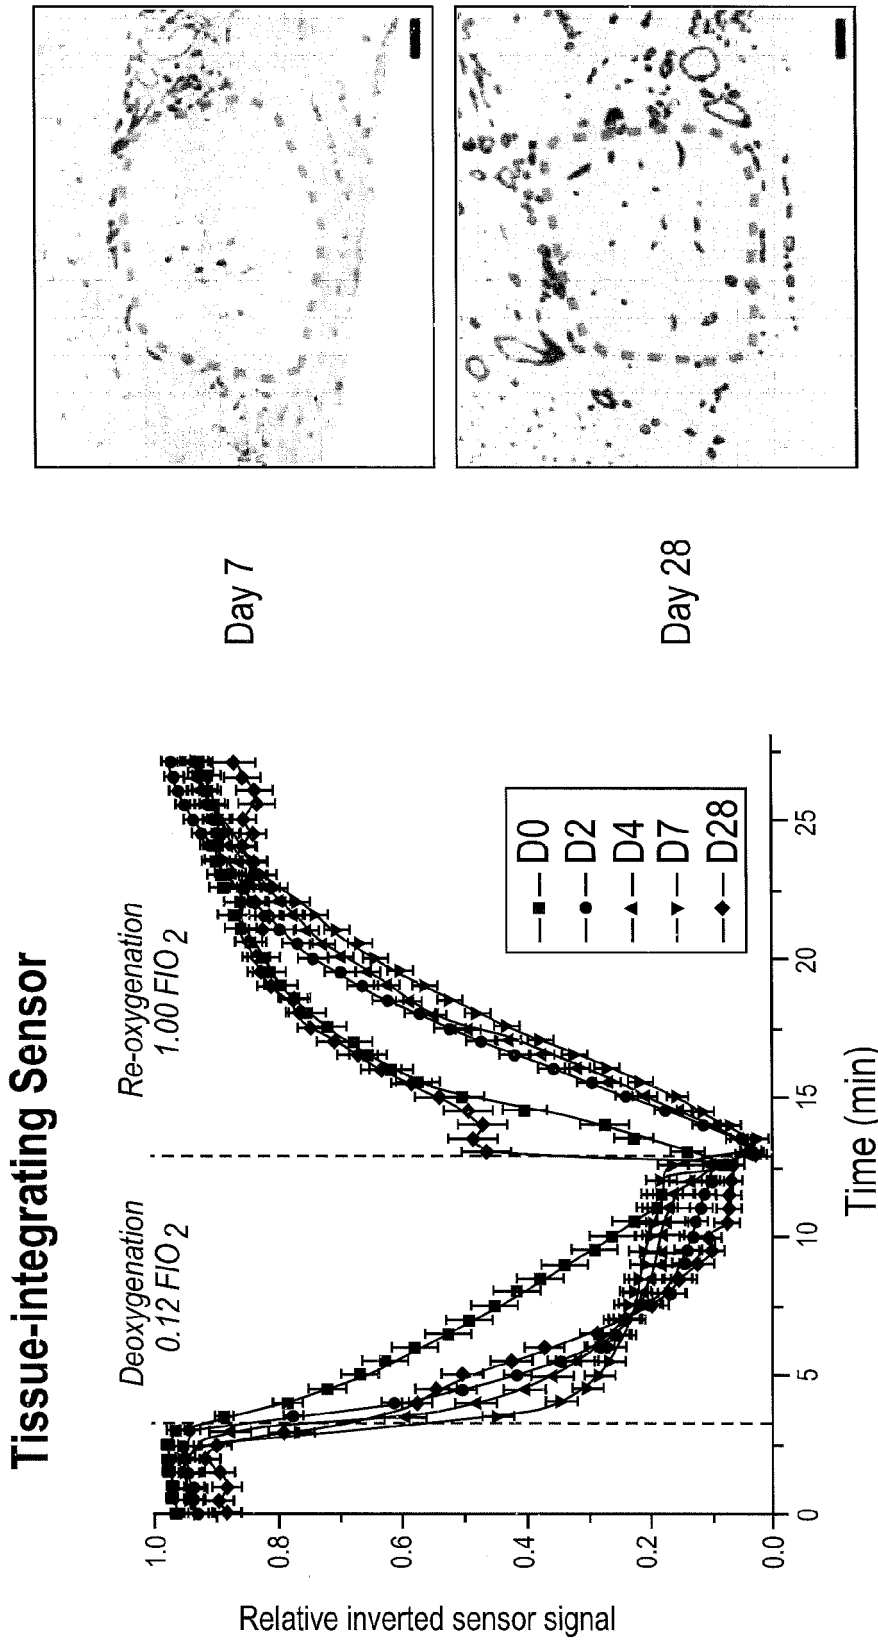 Tissue-integrating Sensor
Deoxygenation
0.12 FIO2
Re-oxygenation
1.00 FIO2
Relative inverted sensor signal
1.0
0.8
0.6
0.4
0.2
0.0
0
5
10
15
20
25
Time (min)
D0
D2
D4
D7
D28
Day 7
Day 28